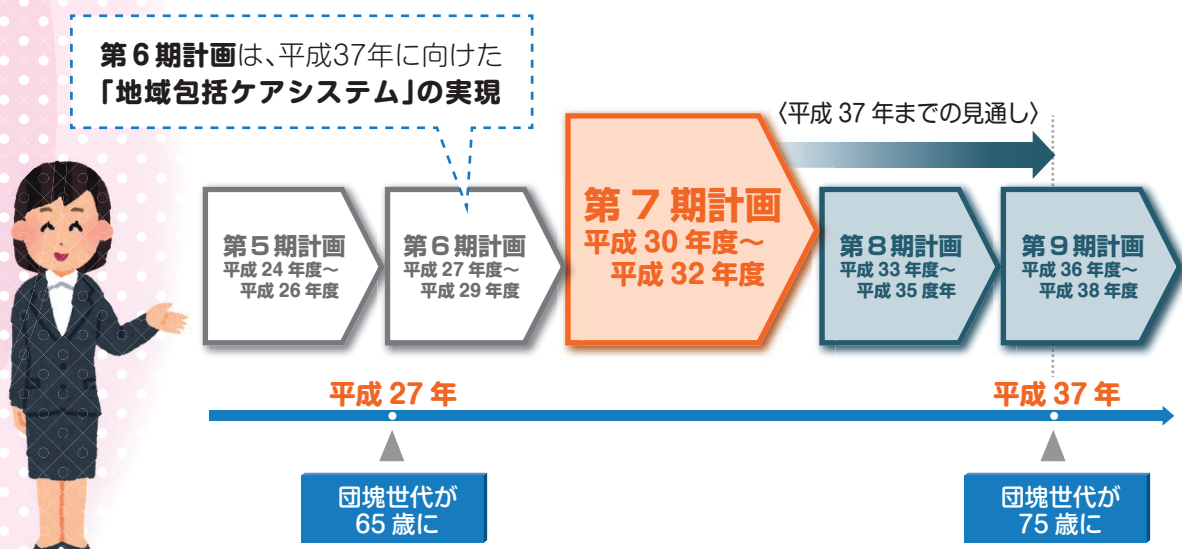 第6期計画は、平成37年に向けた
「地域包括ケアシステム」の実現
〈平成 37 年までの見通し〉
第5期計画
平成 24 年度～
平成 26 年度
第6期計画
平成 27 年度～
平成 29 年度
第 7 期計画
平成 30 年度～
平成 32 年度
第8期計画
平成 33 年度～
平成 35 度年
第9期計画
平成 36 年度～
平成 38 年度
平成 27 年
平成 37 年
団塊世代が
65 歳に
団塊世代が
75 歳に